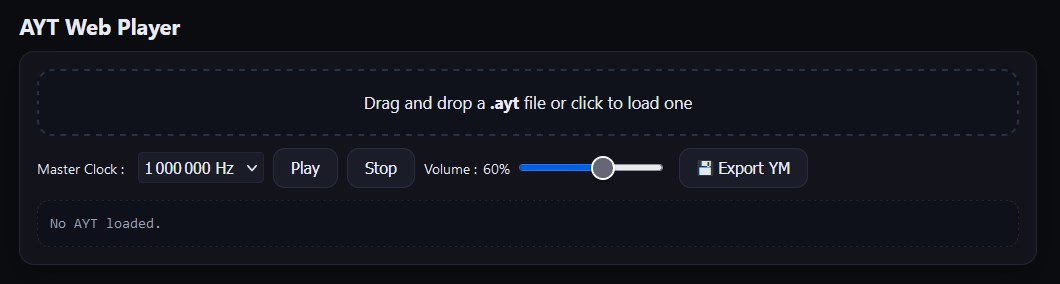 AYT Web Player
Drag and drop a .ayt file or click to load one
Master Clock : 1 000 000 Hz Play Stop Volume : 60% Export YM
No AYT loaded.